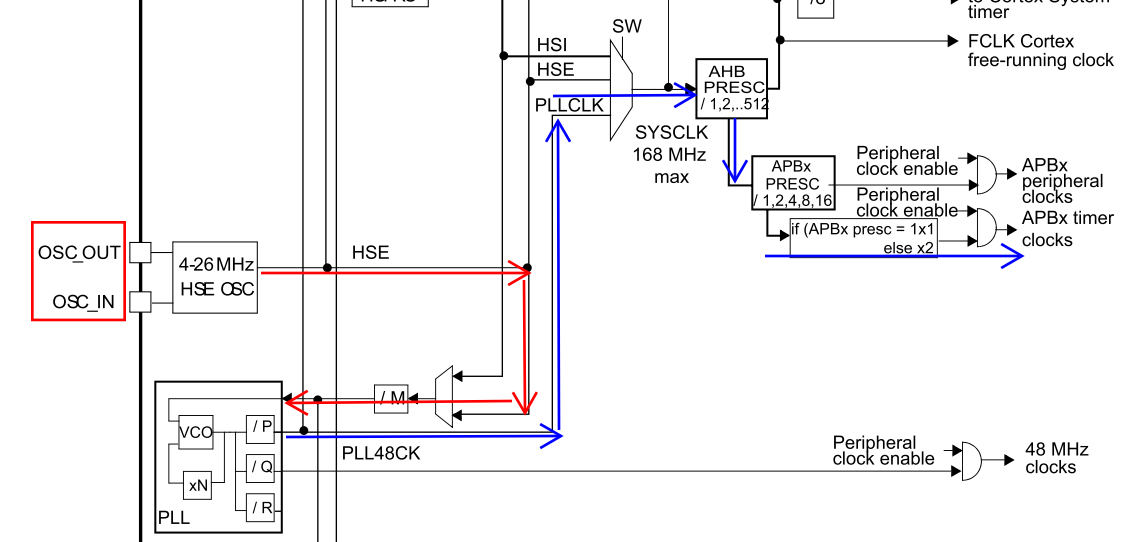 to Cortex System
timer
FCLK Cortex
free-running clock
SW
HSI
HSE
PLLCLK
AHB
PRESC
/ 1,2,..512
SYSCLK
168 MHz
max
APBx
PRESC
/ 1,2,4,8,16
Peripheral
clock enable
APBx
peripheral
clocks
Peripheral
clock enable
APBx timer
clocks
if (APBx presc = 1x1
else x2
OSC_OUT
OSC_IN
4-26 MHz
HSE OSC
HSE
/ M
VCO
xN
/ P
/ Q
/ R
PLL
PLL48CK
Peripheral
clock enable
48 MHz
clocks